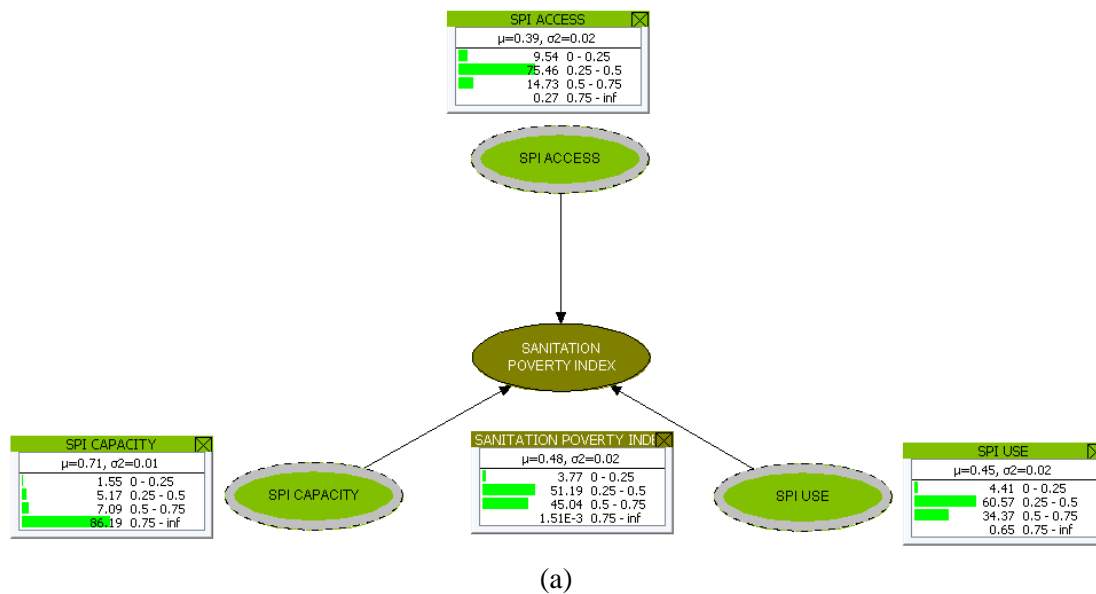 SPI ACCESS
μ=0.39, σ2=0.02
9.54 0 - 0.25
75.46 0.25 - 0.5
14.73 0.5 - 0.75
0.27 0.75 - inf
SPI ACCESS
SANITATION
POVERTY INDEX
SPI CAPACITY
μ=0.71, σ2=0.01
1.55 0 - 0.25
5.17 0.25 - 0.5
7.09 0.5 - 0.75
86.19 0.75 - inf
SPI CAPACITY
SANITATION POVERTY INDE
μ=0.48, σ2=0.02
3.77 0 - 0.25
51.19 0.25 - 0.5
45.04 0.5 - 0.75
1.51E-3 0.75 - inf
SPI USE
SPI USE
μ=0.45, σ2=0.02
4.41 0 - 0.25
60.57 0.25 - 0.5
34.37 0.5 - 0.75
0.65 0.75 - inf
(a)